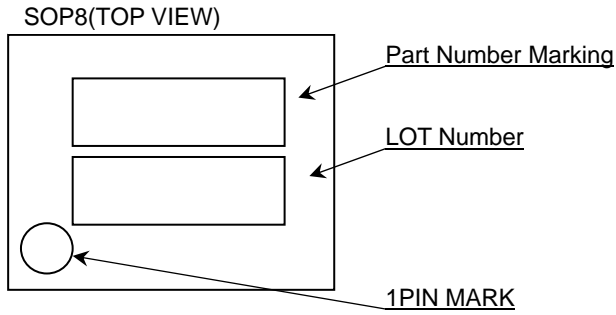 SOP8(TOP VIEW)
Part Number Marking
LOT Number
1PIN MARK